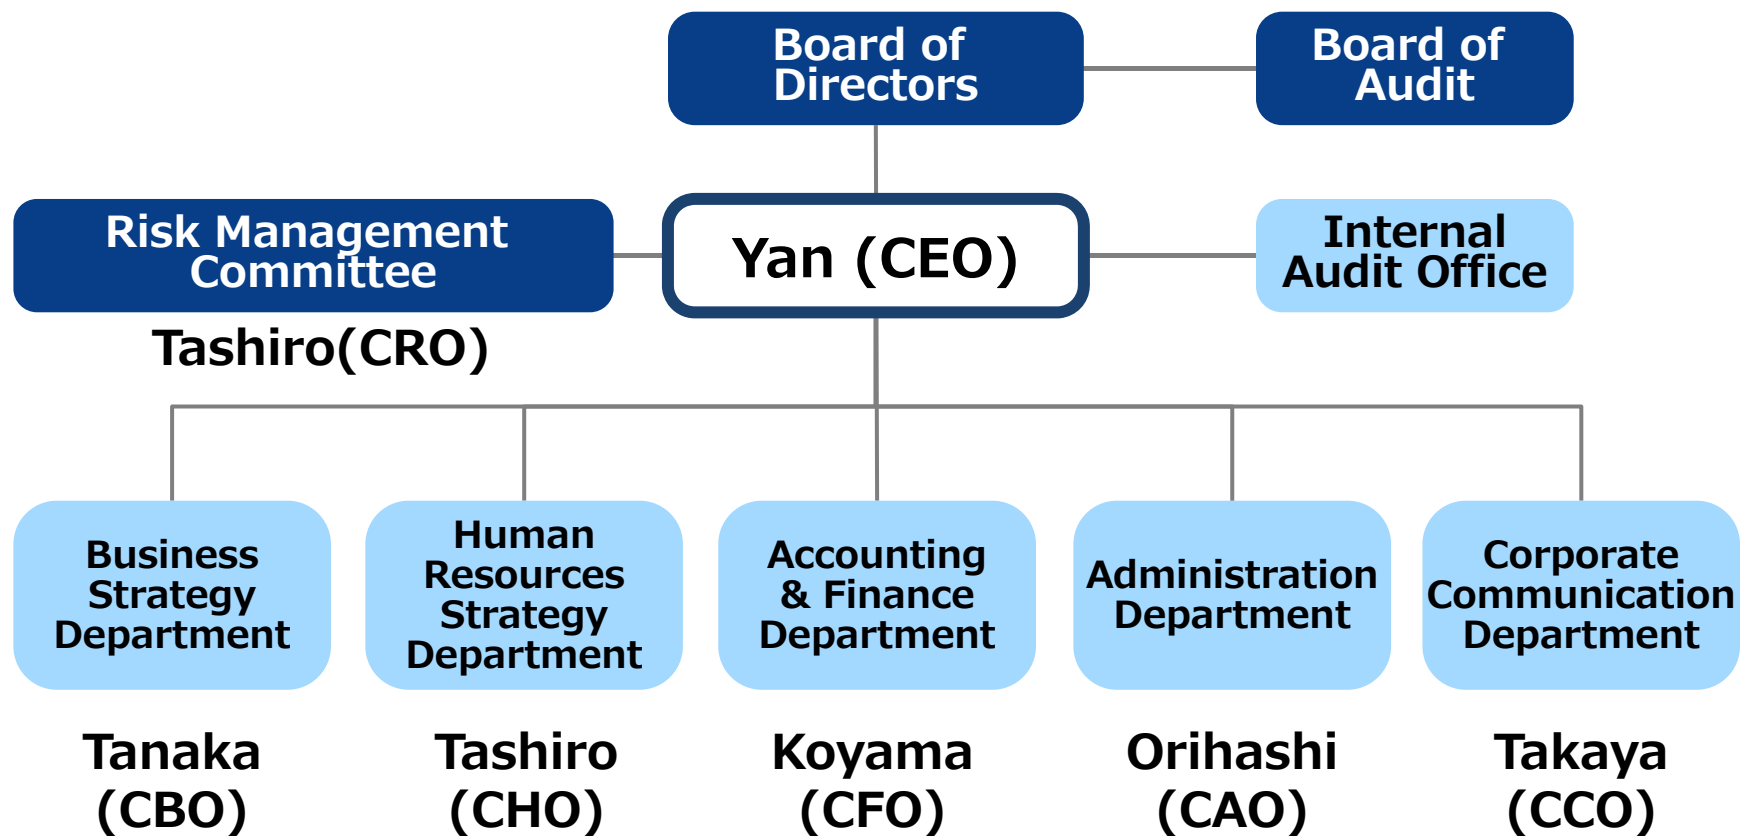 Board of
Directors
Board of
Audit
Risk Management
Committee
Yan (CEO)
Internal
Audit Office
Tashiro(CRO)
Business
Strategy
Department
Human
Resources
Strategy
Department
Accounting
& Finance
Department
Administration
Department
Corporate
Communication
Department
Tanaka
(CBO)
Tashiro
(CHO)
Koyama
(CFO)
Orihashi
(CAO)
Takaya
(CCO)